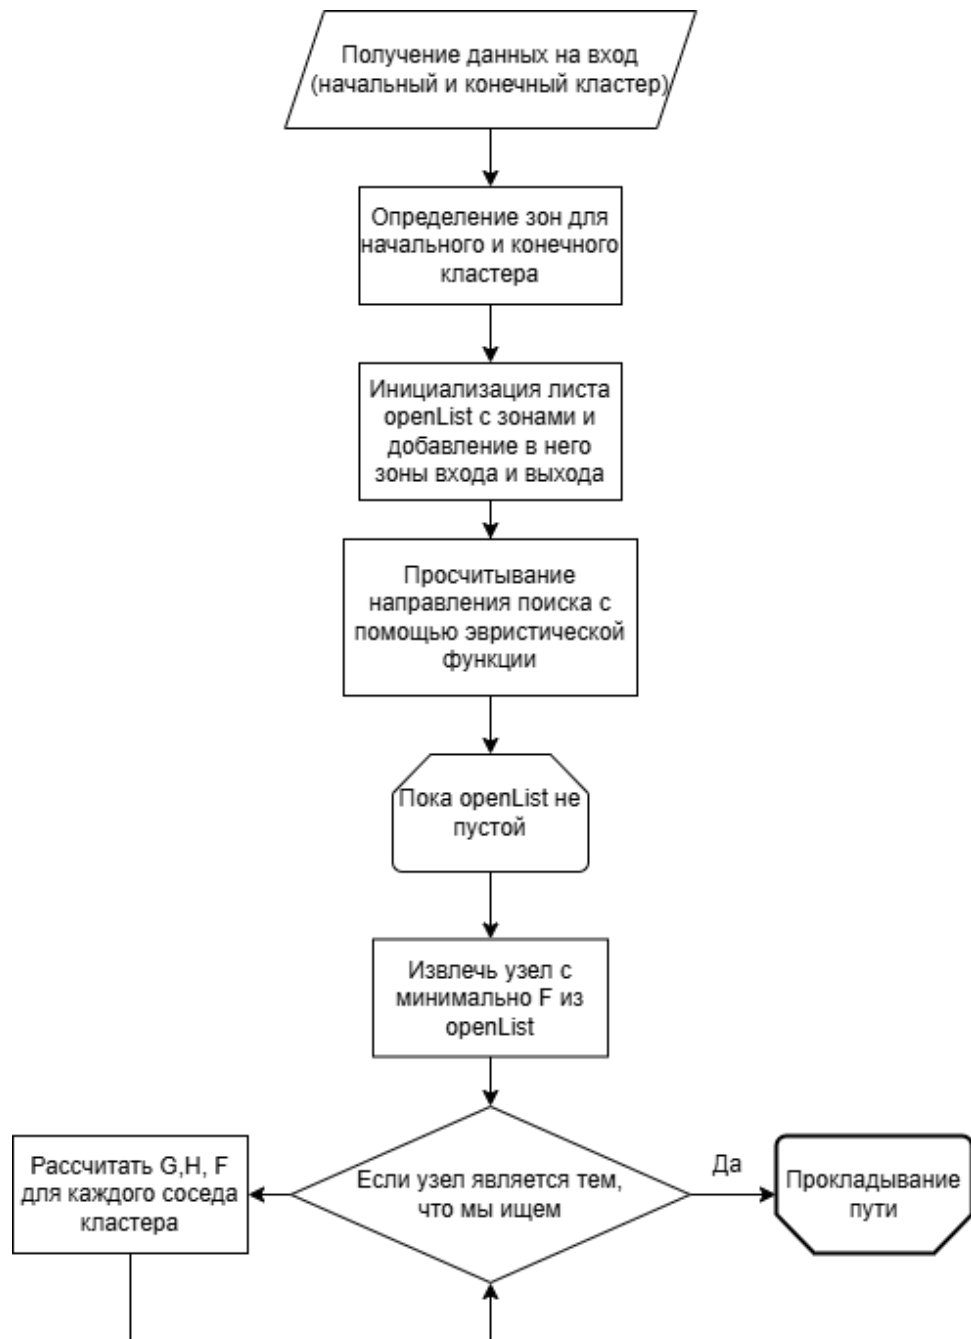 Получение данных на вход
(начальный и конечный кластер)
Определение зон для
начального и конечного
кластера
Инициализация листа
openList с зонами и
добавление в него
зоны входа и выхода
Просчитывание
направления поиска с
помощью эвристической
функции
Пока openList не
пустой
Извлечь узел с
минимально F из
openList
Рассчитать G,H, F
для каждого соседа
кластера
Если узел является тем,
что мы ищем
Да
Прокладывание
пути